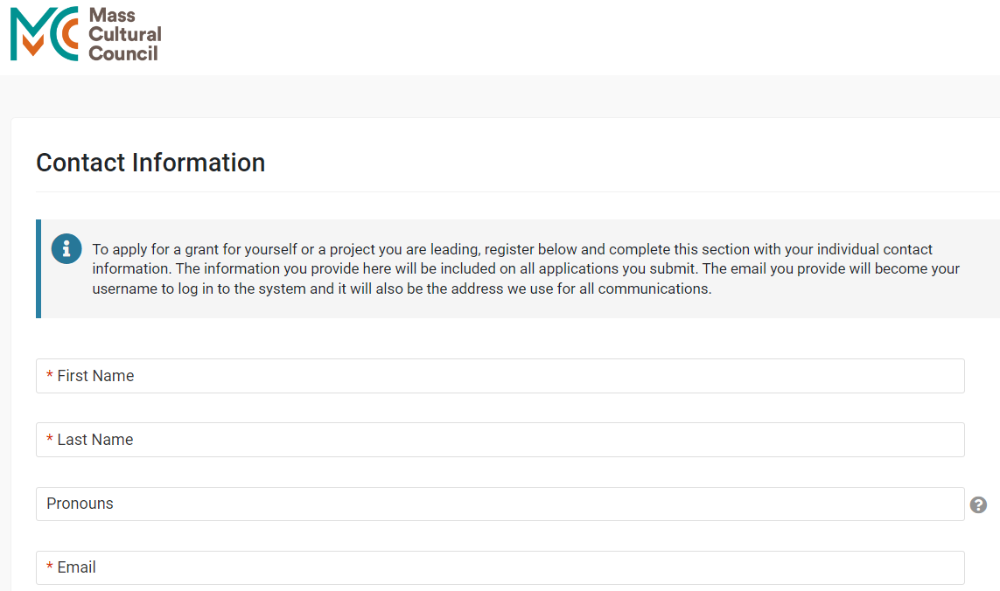 Mass
Cultural
Council
Contact Information
To apply for a grant for yourself or a project you are leading, register below and complete this section with your individual contact
information. The information you provide here will be included on all applications you submit. The email you provide will become your
username to log in to the system and it will also be the address we use for all communications.
* First Name
* Last Name
Pronouns
* Email